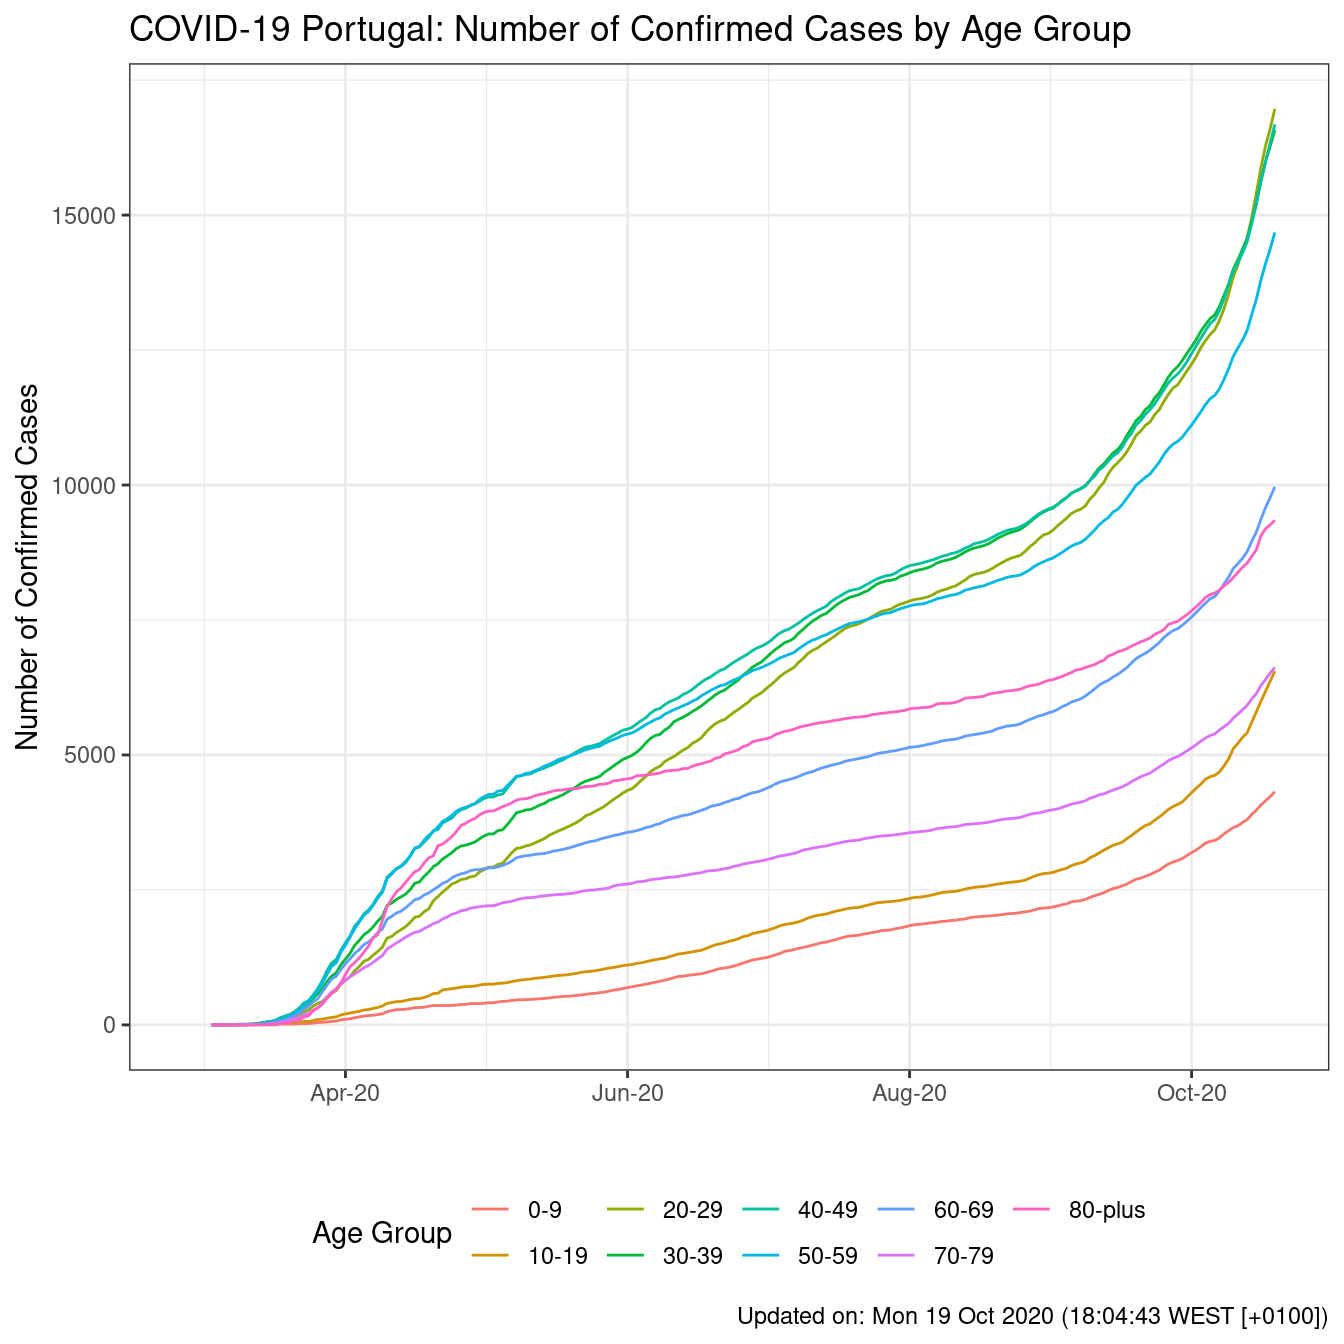 COVID-19 Portugal: Number of Confirmed Cases by Age Group
Number of Confirmed Cases
15000
10000
5000
0
Apr-20 Jun-20 Aug-20 Oct-20
Age Group
0-9 20-29 40-49 60-69 80-plus
10-19 30-39 50-59 70-79
Updated on: Mon 19 Oct 2020 (18:04:43 WEST [+0100])